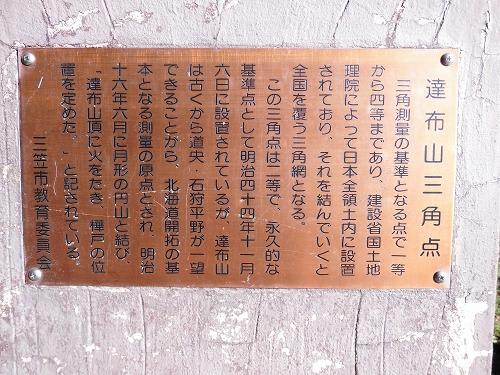 達布山三角点
三角測量の基準となる点で一等
から四等まであり、建設省国土地
理院によって日本全領土内に設置
されており、それを結んでいくと
全国を覆う三角網となる。
この三角点は二等で、永久的な
基準点として明治四十四年十一月
六日に設置されているが、達布山
は古くから道央・石狩平野が一望
できることから、北海道開拓の基
本となる測量の原点とされ、明治
十六年六月に月形の円山と結び、
「達布山頂に火をたき、樺戸の位
置を定めた。」と記されている。
三笠市教育委員会